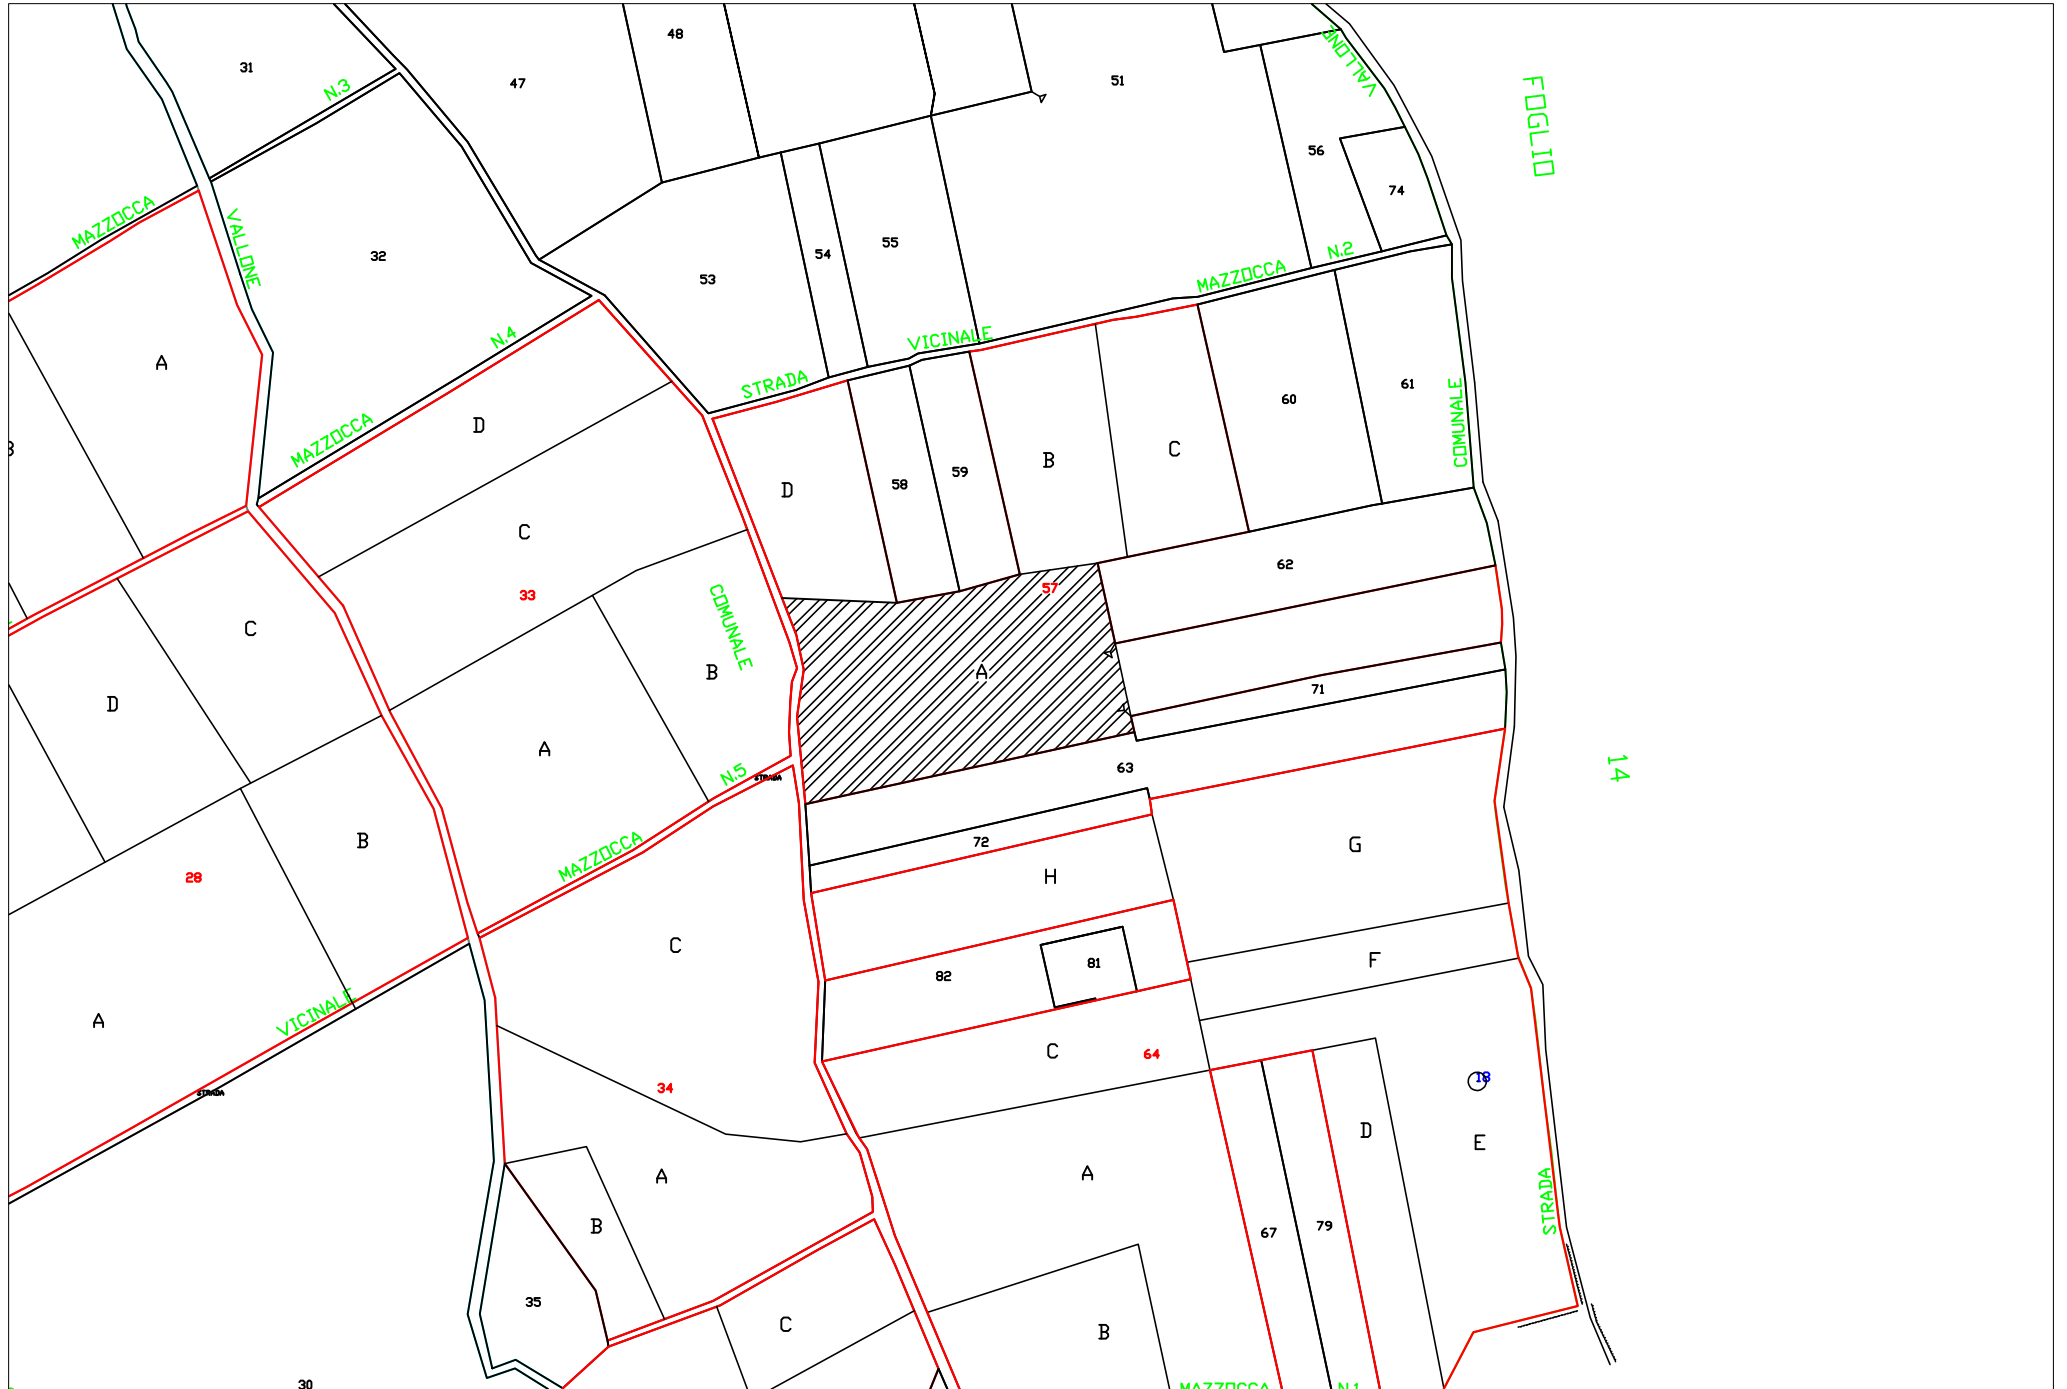 48
31
47
51
N.3
VALLONE
FOGLIO
56
74
MAZZOCCA
VALLONE
32
53
54
55
N.2
MAZZOCCA
N.4
VICINALE
STRADA
A
60
61
COMUNALE
MAZZOCCA
D
D
58
59
B
C
C
33
62
57
COMUNALE
C
B
A
71
D
A
N.5
STRADA
63
14
MAZZOCCA
B
72
G
28
H
C
82
81
F
VICINALE
A
C
64
STRADA
34
18
D
E
A
A
STRADA
B
67
79
35
C
B
30
MAZZOCCA
N.1